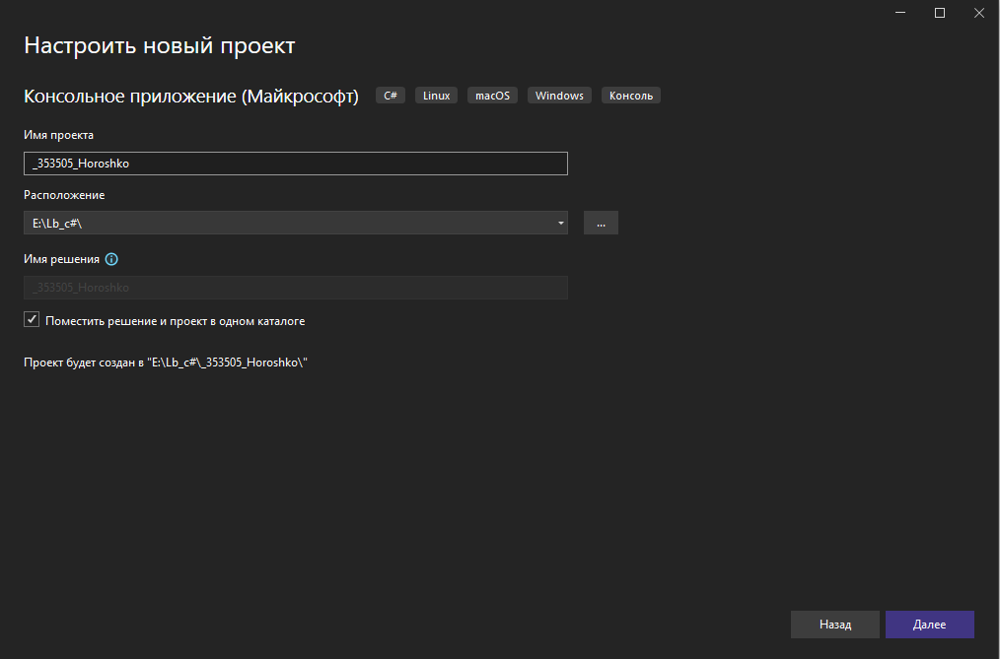 Настроить новый проект
Консольное приложение (Майкрософт) C# Linux macOS Windows Консоль
Имя проекта
_353505_Horoshko
Расположение
E:\Lb_c#\
...
Имя решения
_353505_Horoshko
Поместить решение и проект в одном каталоге
Проект будет создан в "E:\Lb_c#\_353505_Horoshko\"
Назад Далее